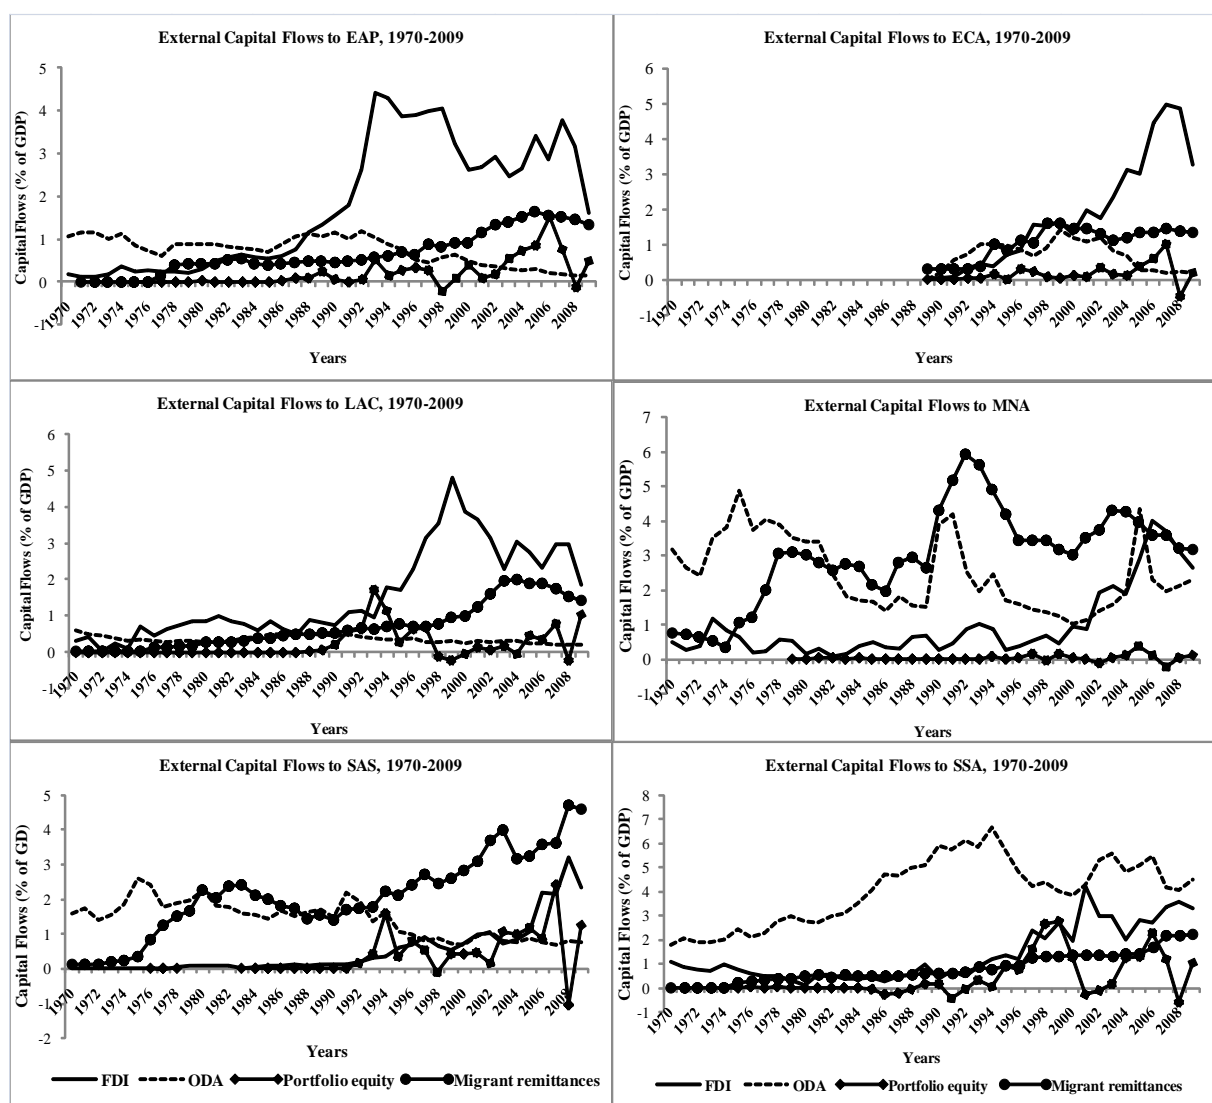 External Capital Flows to EAP, 1970-2009
Capital Flows (% of GDP)
5
4
3
2
1
0
-1
1970 1972 1974 1976 1978 1980 1982 1984 1986 1988 1990 1992 1994 1996 1998 2000 2002 2004 2006 2008
Years
External Capital Flows to ECA, 1970-2009
Capital Flows (% of GDP)
6
5
4
3
2
1
0
-1
1970 1972 1974 1976 1978 1980 1982 1984 1986 1988 1990 1992 1994 1996 1998 2000 2002 2004 2006 2008
Years
External Capital Flows to LAC, 1970-2009
Capital Flows (% of GDP)
6
5
4
3
2
1
0
-1
1970 1972 1974 1976 1978 1980 1982 1984 1986 1988 1990 1992 1994 1996 1998 2000 2002 2004 2006 2008
Years
External Capital Flows to MNA
Capital Flows (% of GDP)
7
6
5
4
3
2
1
0
-1
1970 1972 1974 1976 1978 1980 1982 1984 1986 1988 1990 1992 1994 1996 1998 2000 2002 2004 2006 2008
Years
External Capital Flows to SAS, 1970-2009
Capital Flows (% of GD)
5
4
3
2
1
0
-1
-2
1970 1972 1974 1976 1978 1980 1982 1984 1986 1988 1990 1992 1994 1996 1998 2000 2002 2004 2006 2008
Years
FDI ODA Portfolio equity Migrant remittances
External Capital Flows to SSA, 1970-2009
Capital Flows (% of GDP)
8
7
6
5
4
3
2
1
0
-1
1970 1972 1974 1976 1978 1980 1982 1984 1986 1988 1990 1992 1994 1996 1998 2000 2002 2004 2006 2008
Years
FDI ODA Portfolio equity Migrant remittances